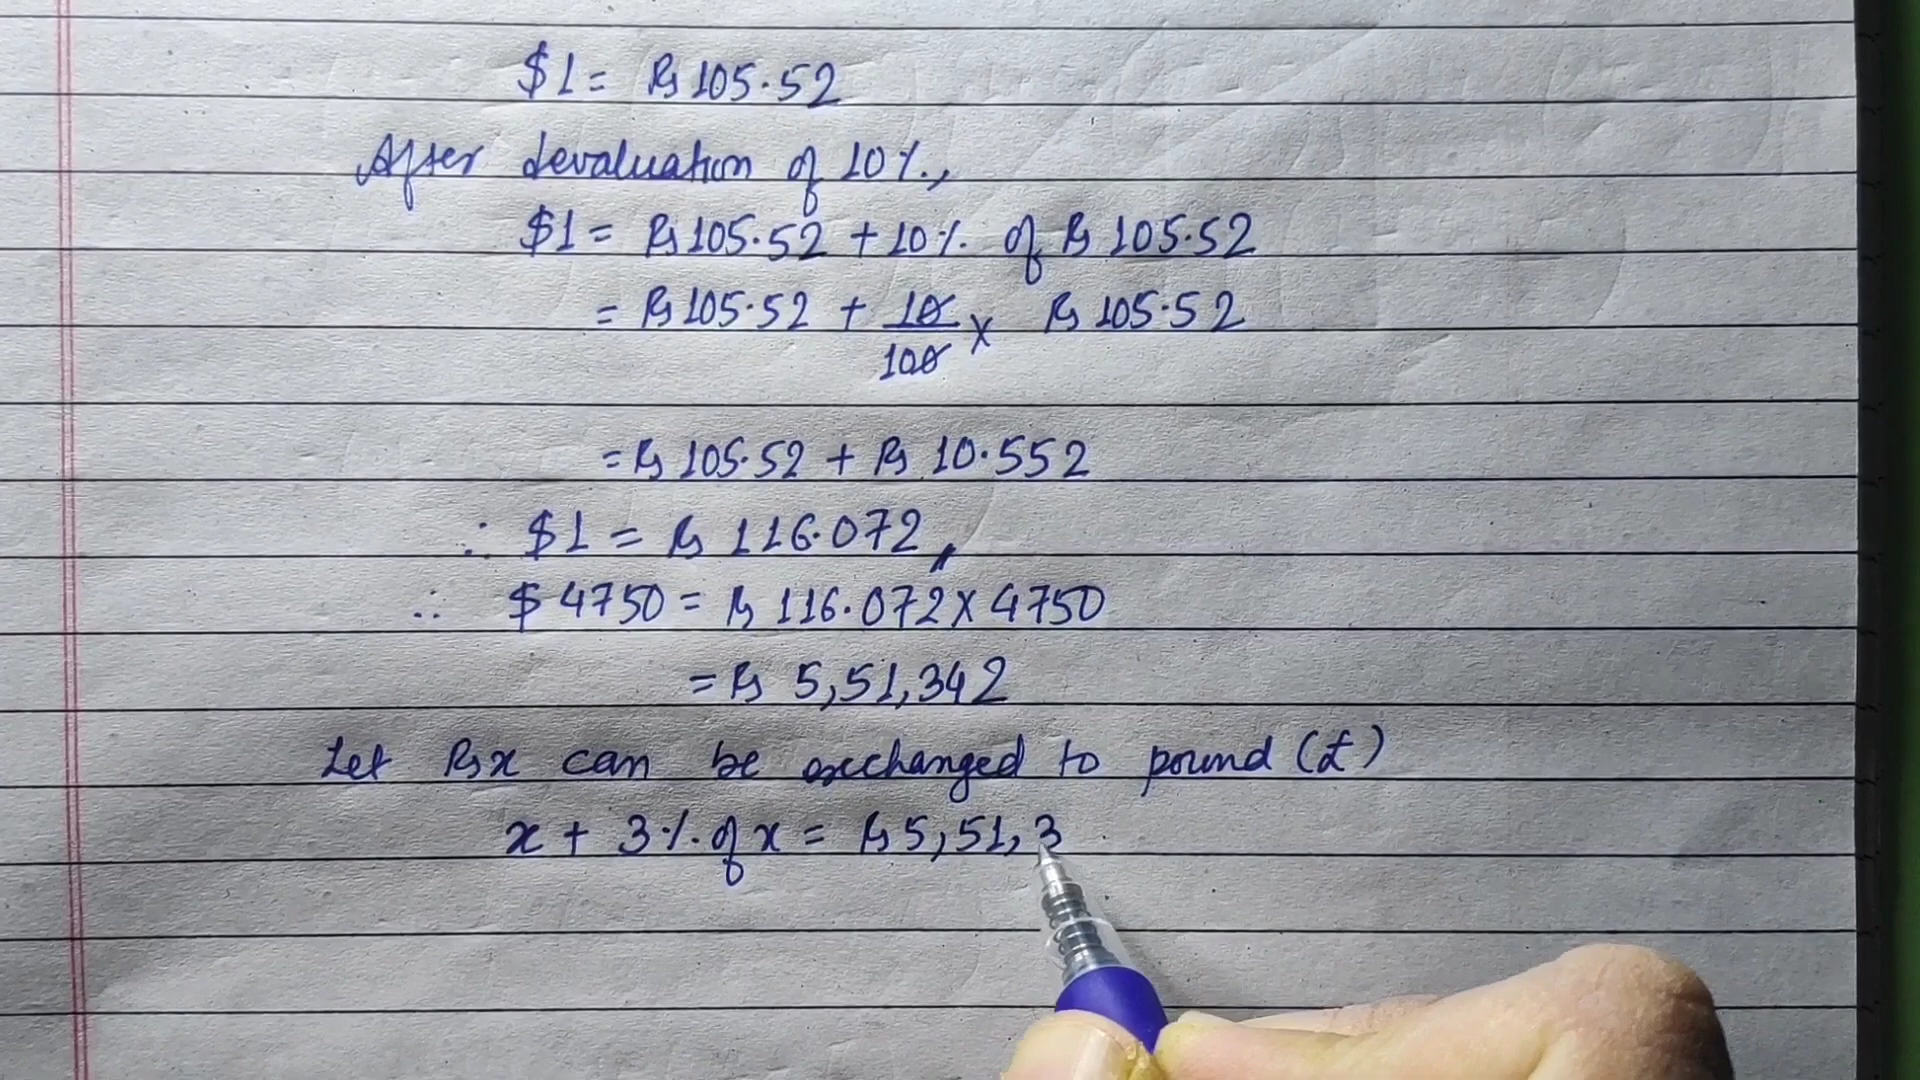 $1 = Rs 105.52
After devaluation of 10%,
$1 = Rs 105.52 + 10% of Rs 105.52
= Rs 105.52 + 10/100 × Rs 105.52
= Rs 105.52 + Rs 10.552
∴ $1 = Rs 116.072
∴ $4750 = Rs 116.072 × 4750
= Rs 5,51,342
Let Rs x can be exchanged to pound (£)
x + 3% of x = Rs 5,51,3